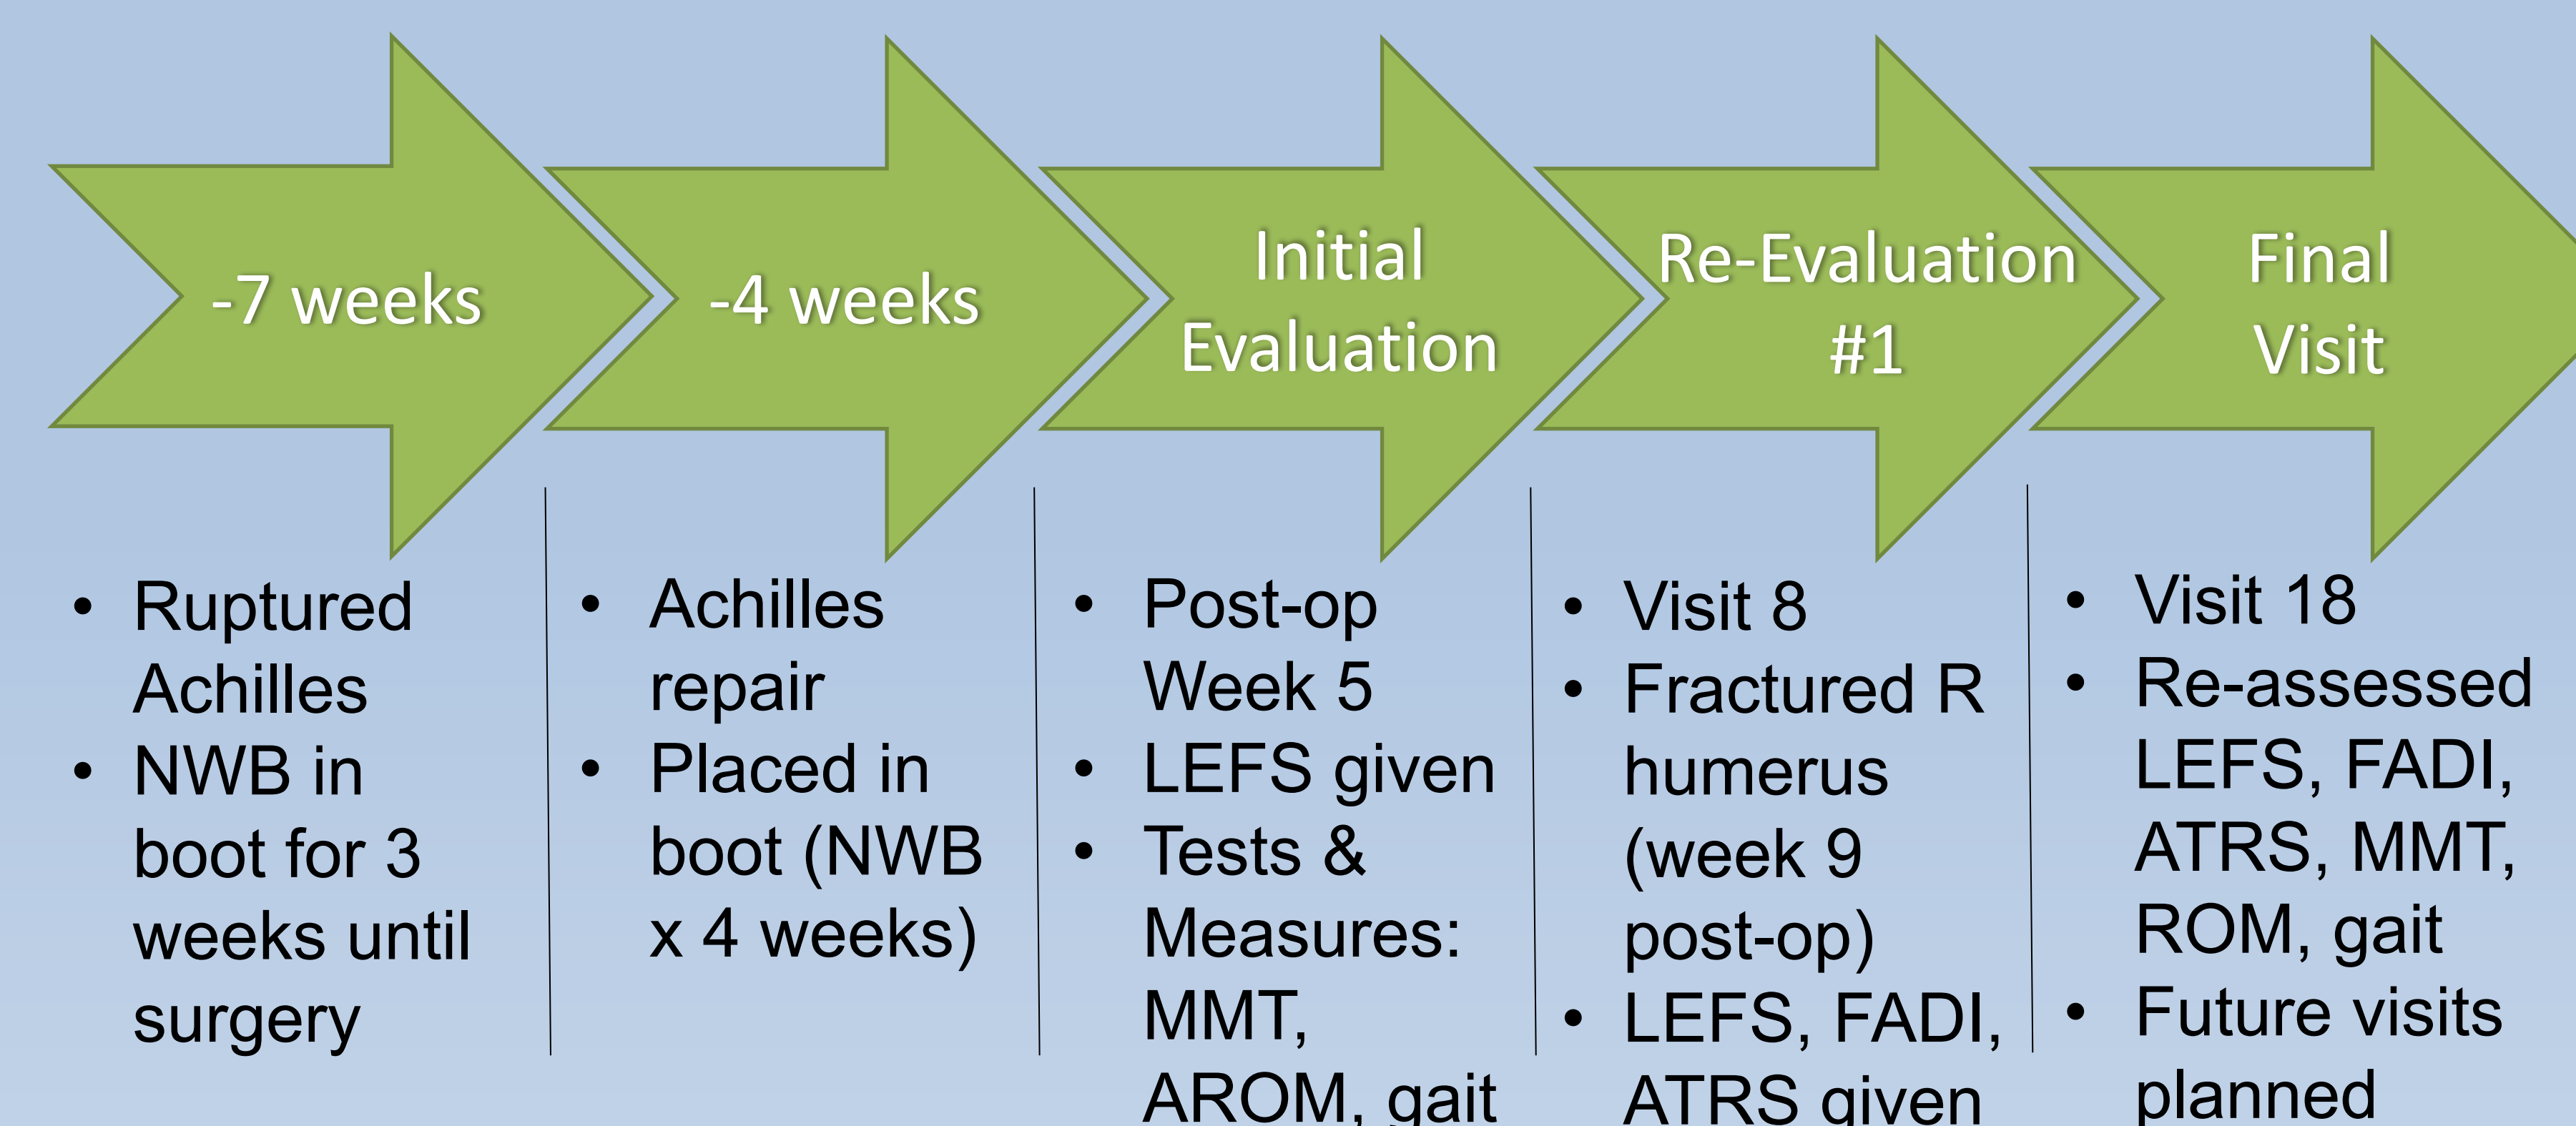 -7 weeks
-4 weeks
Initial
Evaluation
Re-Evaluation
#1
Final
Visit
• Ruptured
Achilles
• NWB in
boot for 3
weeks until
surgery
• Achilles
repair
• Placed in
boot (NWB
x 4 weeks)
• Post-op
Week 5
• LEFS given
• Tests &
Measures:
MMT,
AROM, gait
• Visit 8
• Fractured R
humerus
(week 9
post-op)
• LEFS, FADI,
ATRS given
• Visit 18
• Re-assessed
LEFS, FADI,
ATRS, MMT,
ROM, gait
• Future visits
planned